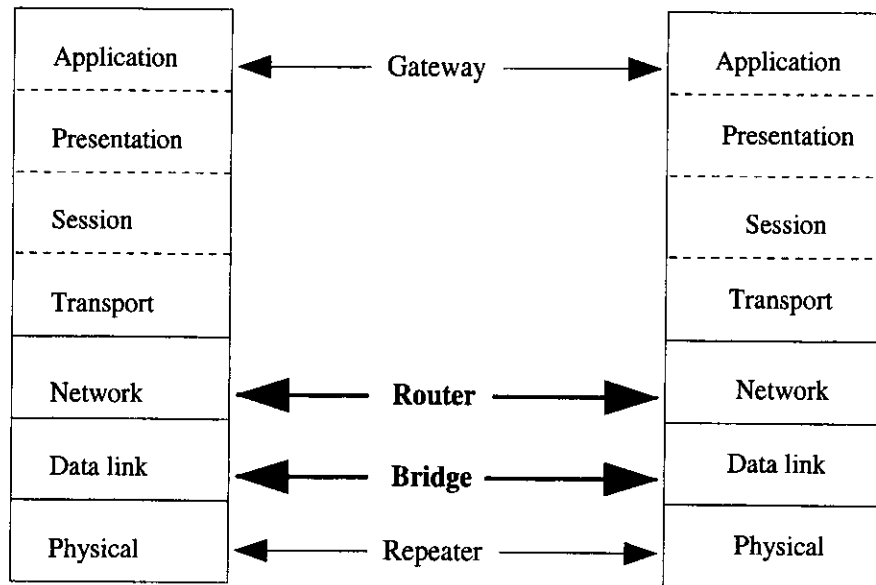 Application Gateway Application
Presentation Presentation
Session Session
Transport Transport
Network Router Network
Data link Bridge Data link
Physical Repeater Physical